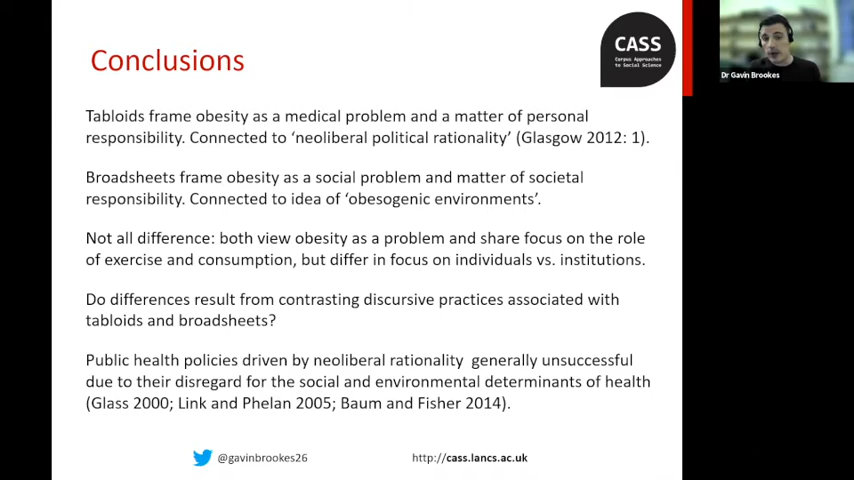 Conclusions
CASS
Corpus Approaches
to Social Science
Dr Gavin Brookes
Tabloids frame obesity as a medical problem and a matter of personal
responsibility. Connected to ‘neoliberal political rationality’ (Glasgow 2012: 1).
Broadsheets frame obesity as a social problem and matter of societal
responsibility. Connected to idea of ‘obesogenic environments’.
Not all difference: both view obesity as a problem and share focus on the role
of exercise and consumption, but differ in focus on individuals vs. institutions.
Do differences result from contrasting discursive practices associated with
tabloids and broadsheets?
Public health policies driven by neoliberal rationality generally unsuccessful
due to their disregard for the social and environmental determinants of health
(Glass 2000; Link and Phelan 2005; Baum and Fisher 2014).
@gavinbrookes26
http://cass.lancs.ac.uk